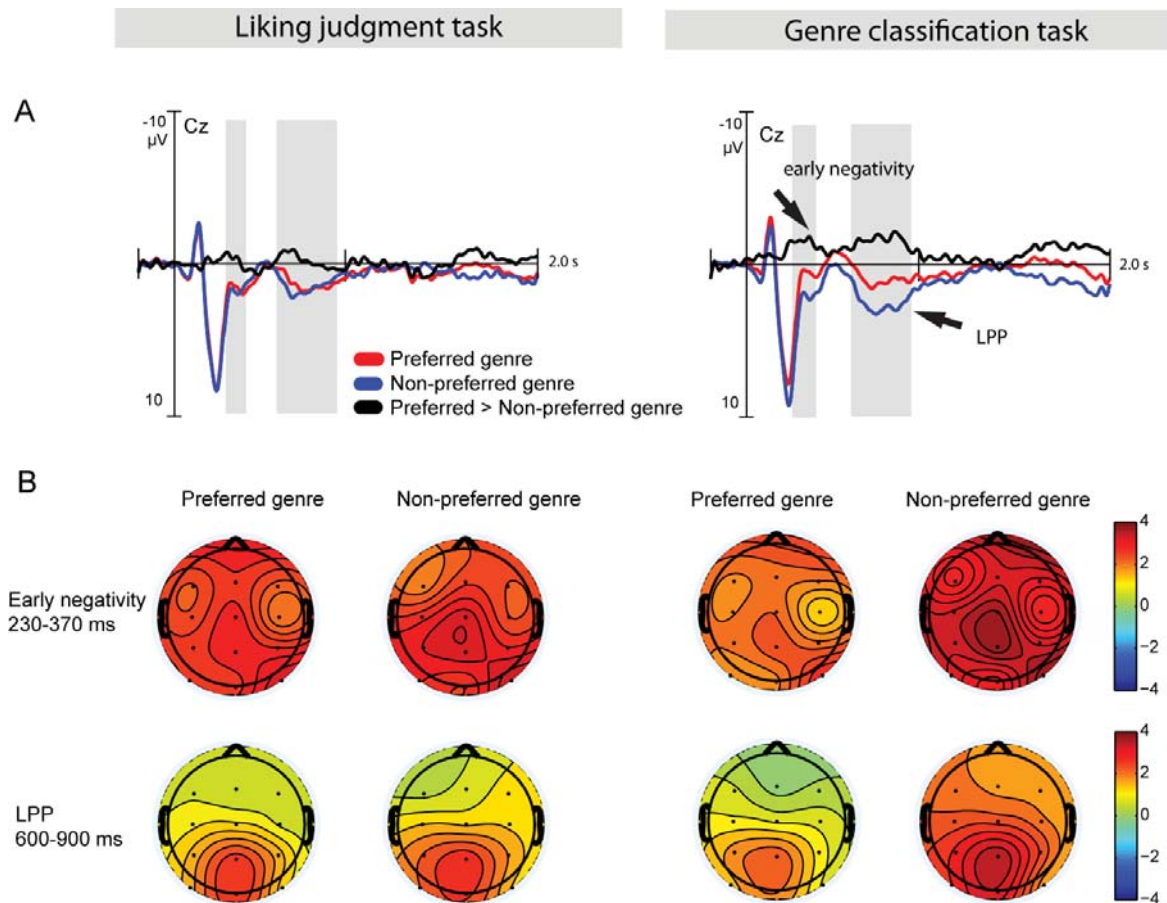 Liking judgment task
Genre classification task
A
-10
µV
Cz
10
2.0 s
Preferred genre
Non-preferred genre
Preferred > Non-preferred genre
-10
µV
Cz
early negativity
10
2.0 s
LPP
B
Preferred genre
Non-preferred genre
Preferred genre
Non-preferred genre
Early negativity
230-370 ms
4
2
0
−2
−4
LPP
600-900 ms
4
2
0
−2
−4